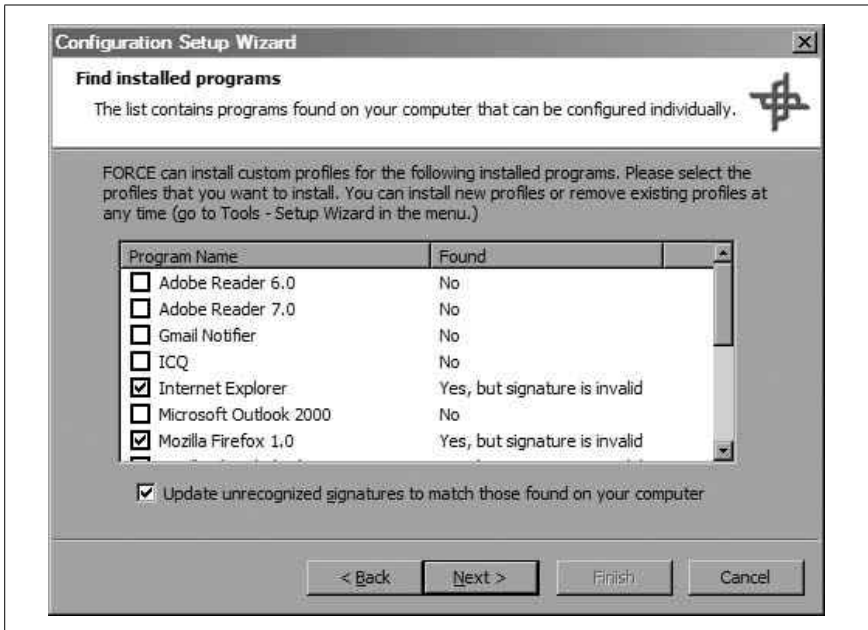 Configuration Setup Wizard
Find installed programs
The list contains programs found on your computer that can be configured individually.
FORCE can install custom profiles for the following installed programs. Please select the
profiles that you want to install. You can install new profiles or remove existing profiles at
any time (go to Tools - Setup Wizard in the menu.)
Program Name Found
Adobe Reader 6.0 No
Adobe Reader 7.0 No
Gmail Notifier No
ICQ No
Internet Explorer Yes, but signature is invalid
Microsoft Outlook 2000 No
Mozilla Firefox 1.0 Yes, but signature is invalid
Update unrecognized signatures to match those found on your computer
< Back Next > Finish Cancel